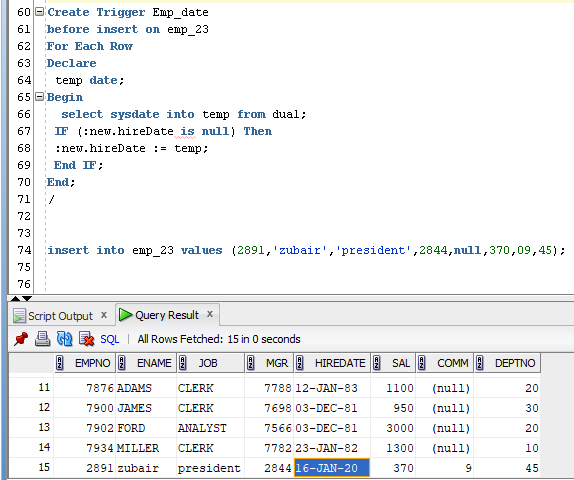 60 Create Trigger Emp_date
61 before insert on emp_23
62 For Each Row
63 Declare
64 temp date;
65 Begin
66 select sysdate into temp from dual;
67 IF (:new.hireDate is null) Then
68 :new.hireDate := temp;
69 End IF;
70 End;
71 /
72
73
74 insert into emp_23 values (2891,'zubair','president',2844,null,370,09,45);
75
76
Script Output x Query Result x
SQL | All Rows Fetched: 15 in 0 seconds
EMPNO ENAME JOB MGR HIREDATE SAL COMM DEPTNO
11 7876 ADAMS CLERK 7788 12-JAN-83 1100 (null) 20
12 7900 JAMES CLERK 7698 03-DEC-81 950 (null) 30
13 7902 FORD ANALYST 7566 03-DEC-81 3000 (null) 20
14 7934 MILLER CLERK 7782 23-JAN-82 1300 (null) 10
15 2891 zubair president 2844 16-JAN-20 370 9 45